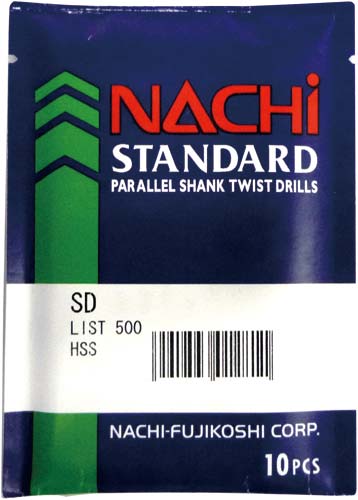 NACHi
STANDARD
PARALLEL SHANK TWIST DRILLS
SD
LIST 500
HSS
NACHI-FUJIKOSHI CORP.
10PCS